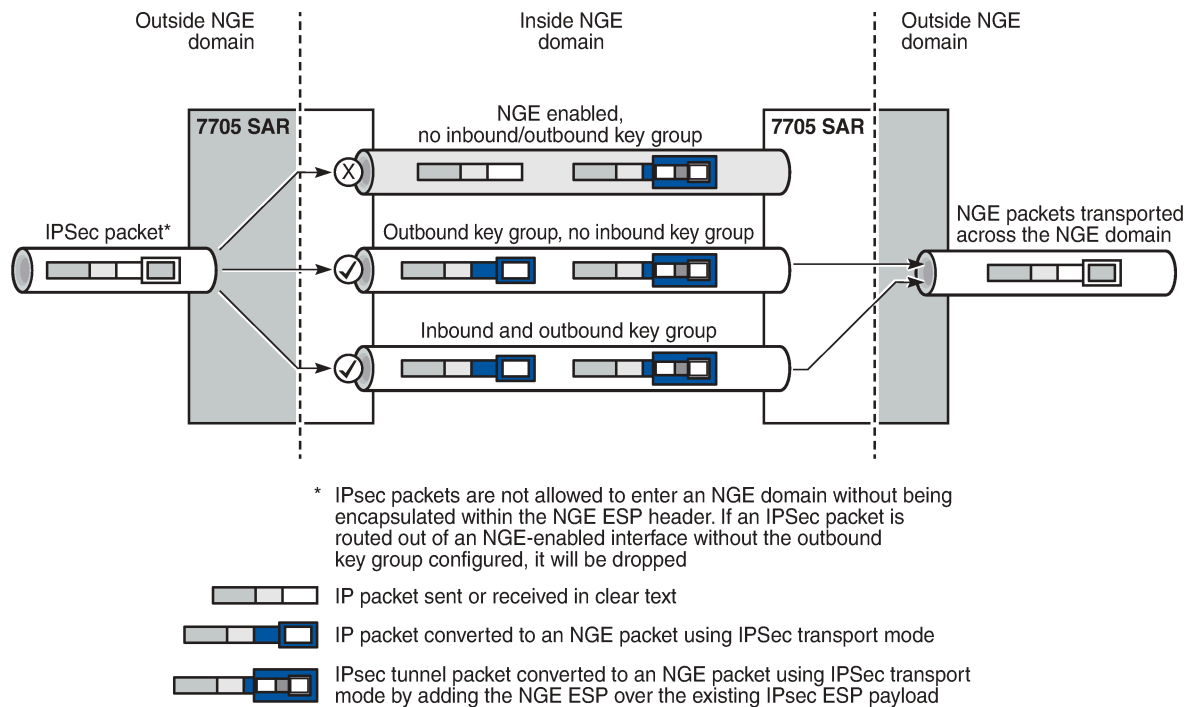 Outside NGE
domain
Inside NGE
domain
Outside NGE
domain
7705 SAR
NGE enabled,
no inbound/outbound key group
7705 SAR
X
IPSec packet*
Outbound key group, no inbound key group
NGE packets transported
across the NGE domain
Inbound and outbound key group
* IPsec packets are not allowed to enter an NGE domain without being
encapsulated within the NGE ESP header. If an IPSec packet is
routed out of an NGE-enabled interface without the outbound
key group configured, it will be dropped
IP packet sent or received in clear text
IP packet converted to an NGE packet using IPSec transport mode
IPsec tunnel packet converted to an NGE packet using IPSec transport
mode by adding the NGE ESP over the existing IPsec ESP payload